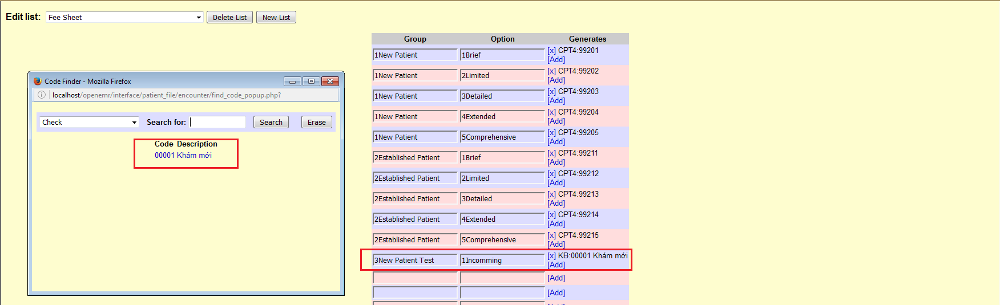 Edit list: Fee Sheet Delete List New List
Code Finder - Mozilla Firefox
localhost/openemr/interface/patient_file/encounter/find_code_popup.php?
Check Search for: Search Erase
Code Description
00001 Khám mới
Group Option Generates
1New Patient 1Brief [x] CPT4:99201
[Add]
1New Patient 2Limited [x] CPT4:99202
[Add]
1New Patient 3Detailed [x] CPT4:99203
[Add]
1New Patient 4Extended [x] CPT4:99204
[Add]
1New Patient 5Comprehensive [x] CPT4:99205
[Add]
2Established Patient 1Brief [x] CPT4:99211
[Add]
2Established Patient 2Limited [x] CPT4:99212
[Add]
2Established Patient 3Detailed [x] CPT4:99213
[Add]
2Established Patient 4Extended [x] CPT4:99214
[Add]
2Established Patient 5Comprehensive [x] CPT4:99215
[Add]
3New Patient Test 1Incomming [x] KB:00001 Khám mới
[Add]
[Add]
[Add]